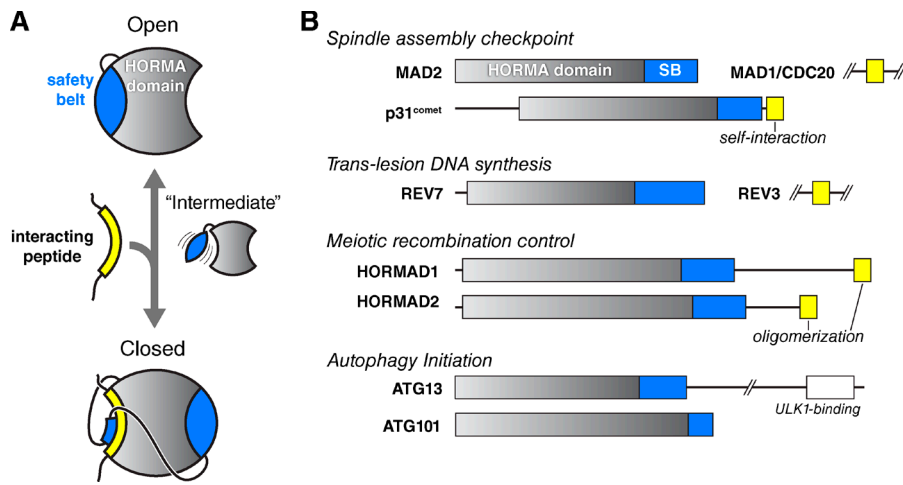 A
Open
safety
belt
HORMA
domain
"Intermediate"
interacting
peptide
Closed
B
Spindle assembly checkpoint
MAD2 HORMA domain SB MAD1/CDC20
p31comet
self-interaction
Trans-lesion DNA synthesis
REV7 REV3
Meiotic recombination control
HORMAD1
HORMAD2
oligomerization
Autophagy Initiation
ATG13
ULK1-binding
ATG101